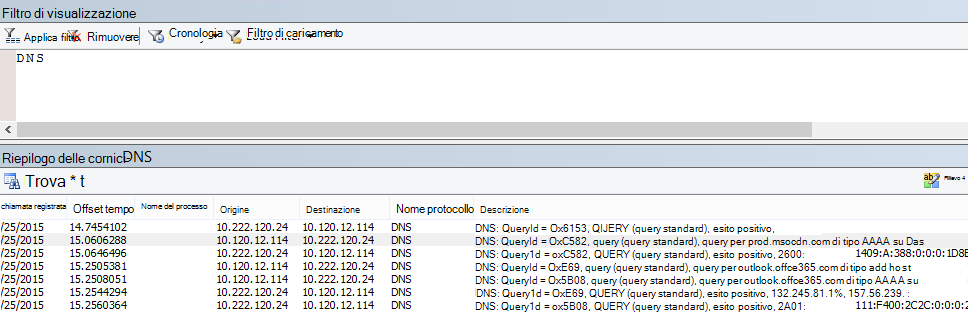 Filtro di visualizzazione
Applica filtro Rimuovere Cronologia Filtro di caricamento
DNS
Riepilogo delle cornici DNS
Trova * t Rilievo 4
chiamata registrata Offset tempo Nome del processo Origine Destinazione Nome protocollo Descrizione
/25/2015 14.7454102 10.222.120.24 10.120.12.114 DNS DNS: QueryId = Ox6153, QIJERY (query standard), esito positivo,
/25/2015 15.0606288 10.120.12.114 10.222.120.24 DNS DNS: QueryId = OxC582, query (query standard), query per prod.msocdn.com di tipo AAAA su Das
/25/2015 15.0646496 10.222.120.24 10.120.12.114 DNS DNS: Query1d = oxC582, QUERY (query standard), esito positivo, 2600: 1409:A:388:0:0:0:1D8E
/25/2015 15.2505381 10.120.12.114 10.222.120.24 DNS DNS: QueryId = OxE69, query (query standard), query per outlook.offce365.com di tipo add host
/25/2015 15.2508051 10.120.12.114 10.222.120.24 DNS DNS: QueryId = Ox5B08, query (query standard), query per outlook.offce365.com di tipo AAAA su
/25/2015 15.2544294 10.222.120.24 10.120.12.114 DNS DNS: Query1d = OxE69, QUERY (query standard), esito positivo, 132.245.81.1%, 157.56.239. :
/25/2015 15.2560364 10.222.120.24 10.120.12.114 DNS DNS: Query1d = ox5B08, QUERY (query standard), esito positivo, 2A01: 111:F400:2C2C:0:0:0:2